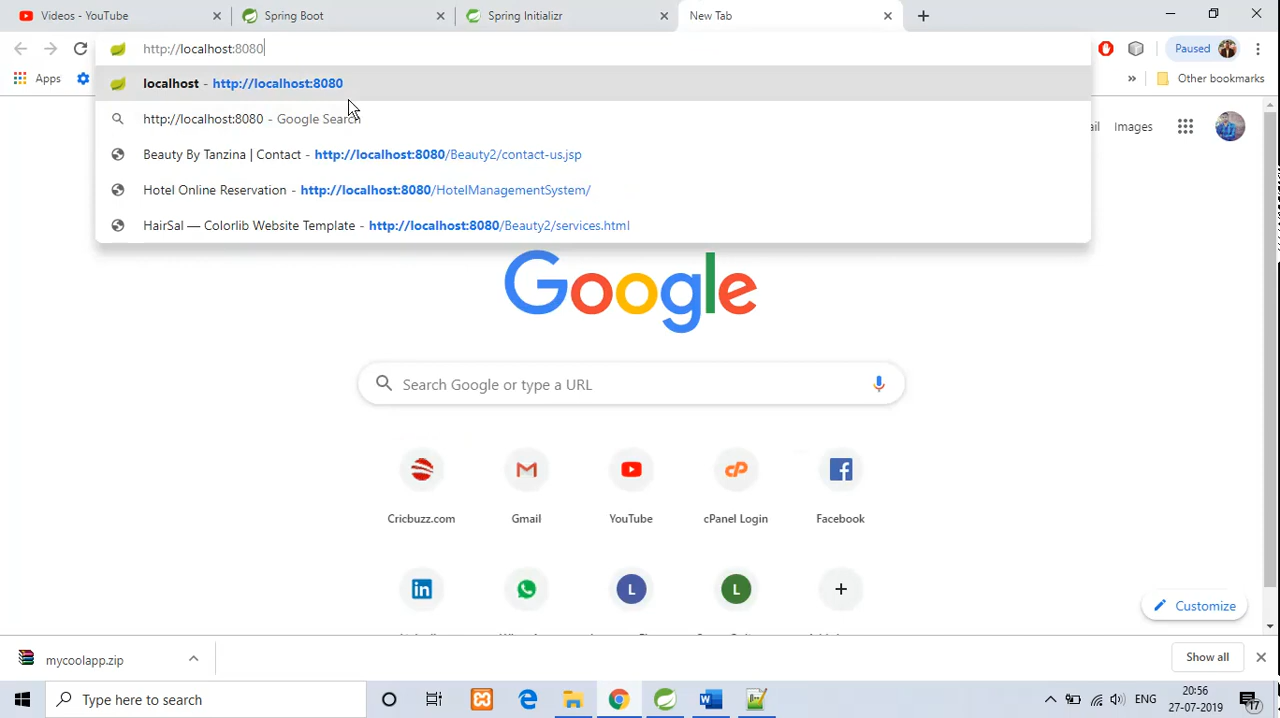 Videos - YouTube
Spring Boot
Spring Initializr
New Tab
http://localhost:8080
Paused
localhost - http://localhost:8080
Apps
Other bookmarks
http://localhost:8080 - Google Search
ail Images
Beauty By Tanzina | Contact - http://localhost:8080/Beauty2/contact-us.jsp
Hotel Online Reservation - http://localhost:8080/HotelManagementSystem/
HairSal — Colorlib Website Template - http://localhost:8080/Beauty2/services.html
Google
Search Google or type a URL
Cricbuzz.com
Gmail
YouTube
cPanel Login
Facebook
L
L
Customize
mycoolapp.zip
Show all
Type here to search
ENG
20:56
27-07-2019
17